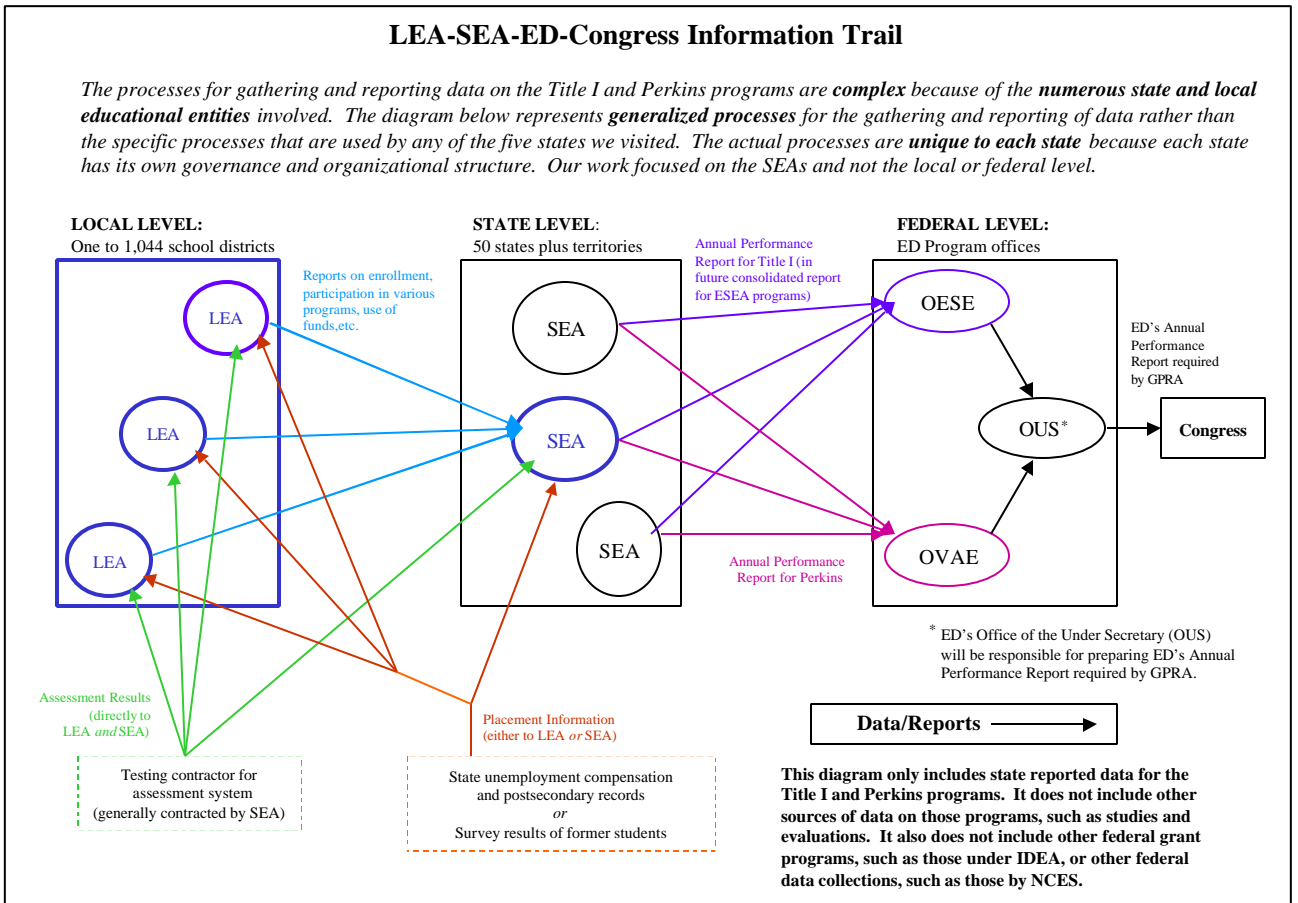 LEA-SEA-ED-Congress Information Trail
The processes for gathering and reporting data on the Title I and Perkins programs are complex because of the numerous state and local
educational entities involved. The diagram below represents generalized processes for the gathering and reporting of data rather than
the specific processes that are used by any of the five states we visited. The actual processes are unique to each state because each state
has its own governance and organizational structure. Our work focused on the SEAs and not the local or federal level.
LOCAL LEVEL:
One to 1,044 school districts
LEA
LEA
LEA
Reports on enrollment,
participation in various
programs, use of
funds,etc.
STATE LEVEL:
50 states plus territories
SEA
SEA
SEA
Annual Performance
Report for Title I (in
future consolidated report
for ESEA programs)
Annual Performance
Report for Perkins
FEDERAL LEVEL:
ED Program offices
OESE
OUS*
OVAE
ED's Annual
Performance
Report required
by GPRA
Congress
* ED's Office of the Under Secretary (OUS)
will be responsible for preparing ED's Annual
Performance Report required by GPRA.
Assessment Results
(directly to
LEA and SEA)
Testing contractor for
assessment system
(generally contracted by SEA)
Placement Information
(either to LEA or SEA)
State unemployment compensation
and postsecondary records
or
Survey results of former students
Data/Reports
This diagram only includes state reported data for the
Title I and Perkins programs. It does not include other
sources of data on those programs, such as studies and
evaluations. It also does not include other federal grant
programs, such as those under IDEA, or other federal
data collections, such as those by NCES.